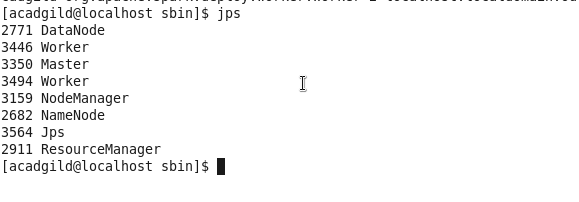 [acadgild@localhost sbin]$ jps
2771 DataNode
3446 Worker
3350 Master
3494 Worker
3159 NodeManager
2682 NameNode
3564 Jps
2911 ResourceManager
[acadgild@localhost sbin]$